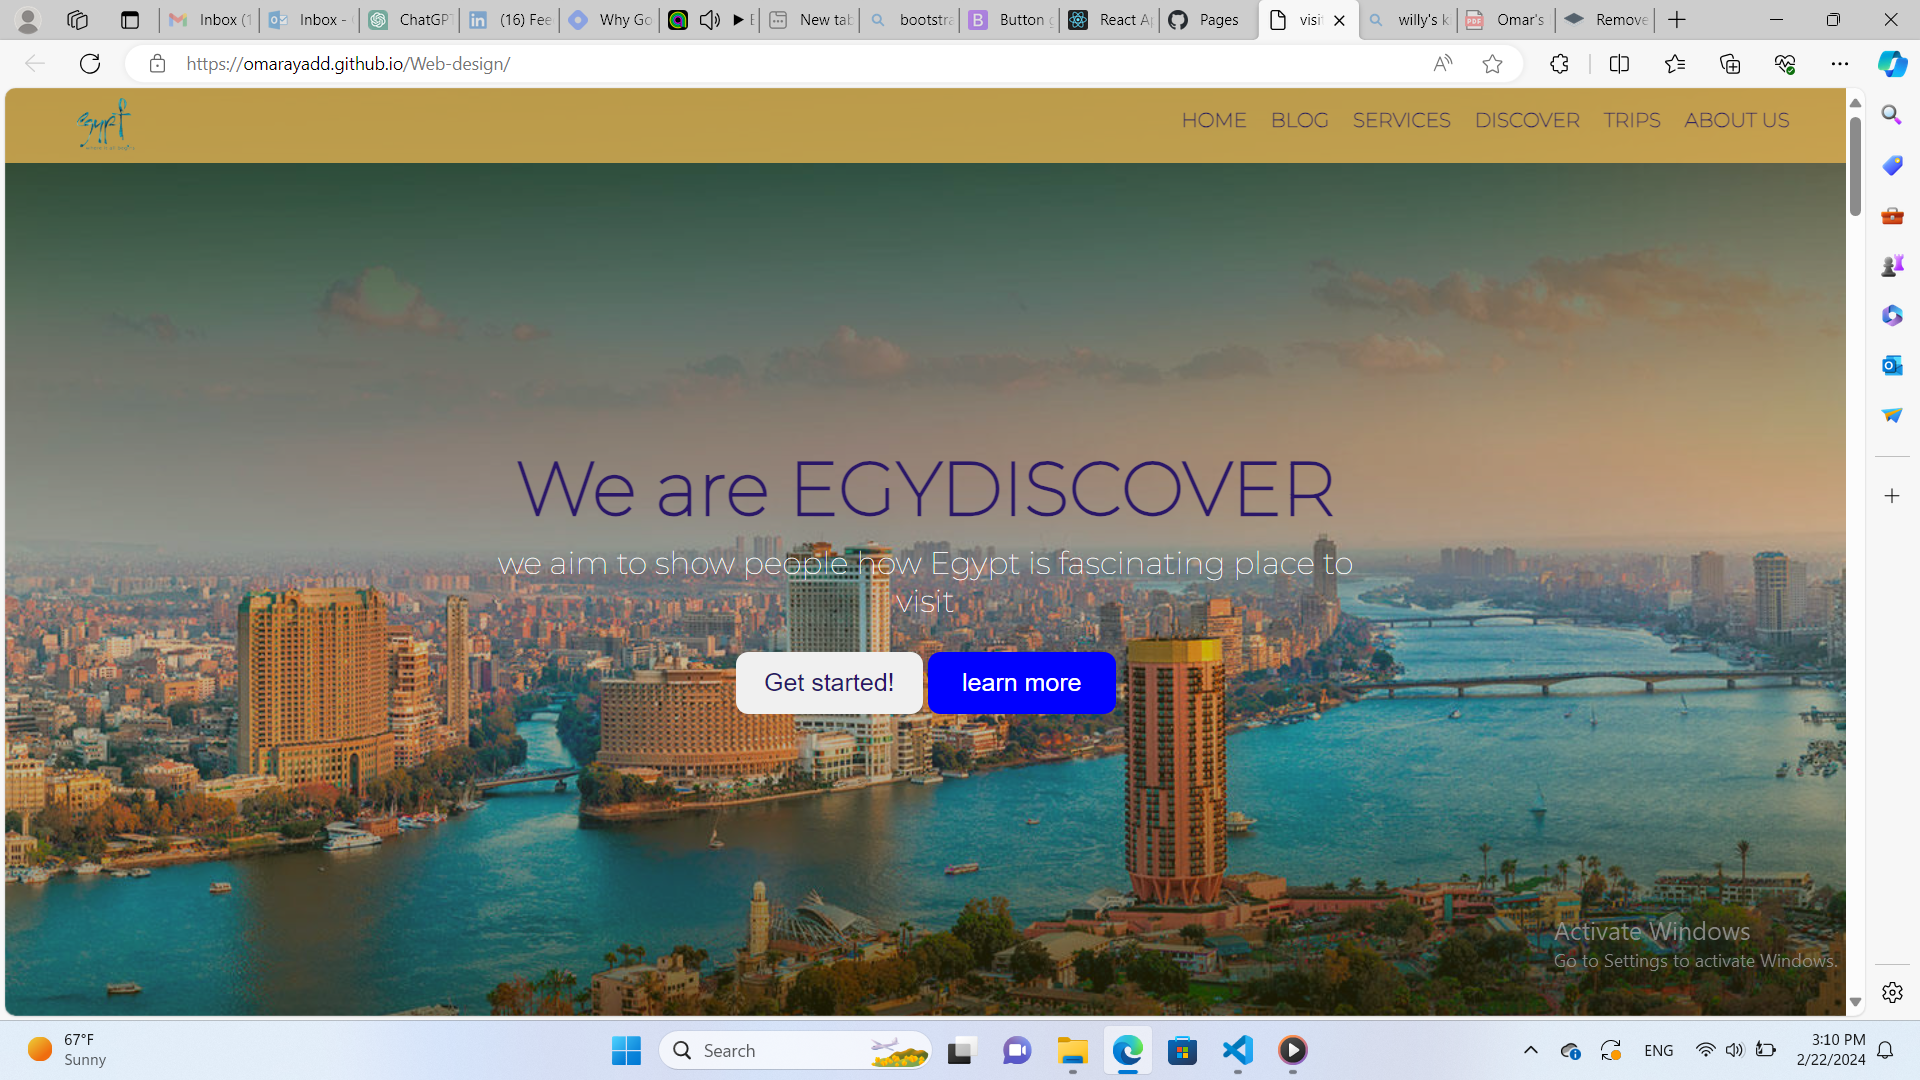 Inbox (1
Inbox -
ChatGPT
(16) Fee
Why Go
New tab
bootstra
Button g
React Ap
Pages
visit
willy's k
Omar's
Remove
https://omarayadd.github.io/Web-design/
egypt
HOME BLOG SERVICES DISCOVER TRIPS ABOUT US
We are EGYDISCOVER
we aim to show people how Egypt is fascinating place to
visit
Get started! learn more
Activate Windows
Go to Settings to activate Windows.
67°F
Sunny
Search
ENG
3:10 PM
2/22/2024